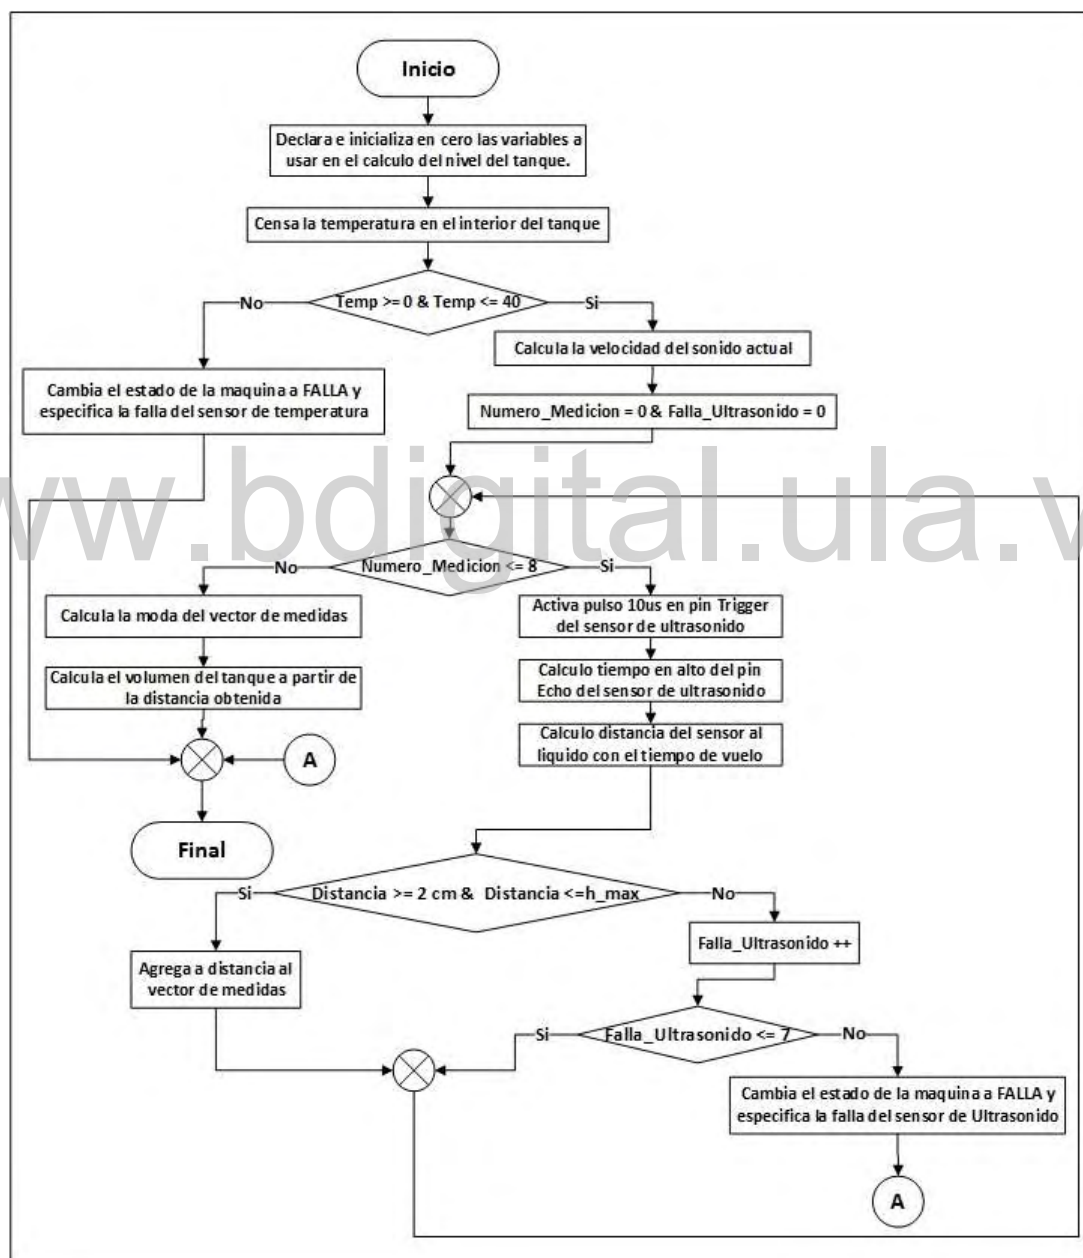 Inicio
Declara e inicializa en cero las variables a
usar en el calculo del nivel del tanque.
Censa la temperatura en el interior del tanque
Temp >= 0 & Temp <= 40
No
Si
Calcula la velocidad del sonido actual
Cambia el estado de la maquina a FALLA y
especifica la falla del sensor de temperatura
Numero_Medicion = 0 & Falla_Ultrasonido = 0
www.bdigital.ula.v
Numero_Medicion <= 8
No
Si
Calcula la moda del vector de medidas
Activa pulso 10us en pin Trigger
del sensor de ultrasonido
Calcula el volumen del tanque a partir de
la distancia obtenida
Calculo tiempo en alto del pin
Echo del sensor de ultrasonido
Calculo distancia del sensor al
liquido con el tiempo de vuelo
A
Final
Si
Distancia >= 2 cm & Distancia <=h_max
No
Falla_Ultrasonido ++
Agrega a distancia al
vector de medidas
Si
Falla_Ultrasonido <= 7
No
Cambia el estado de la maquina a FALLA y
especifica la falla del sensor de Ultrasonido
A